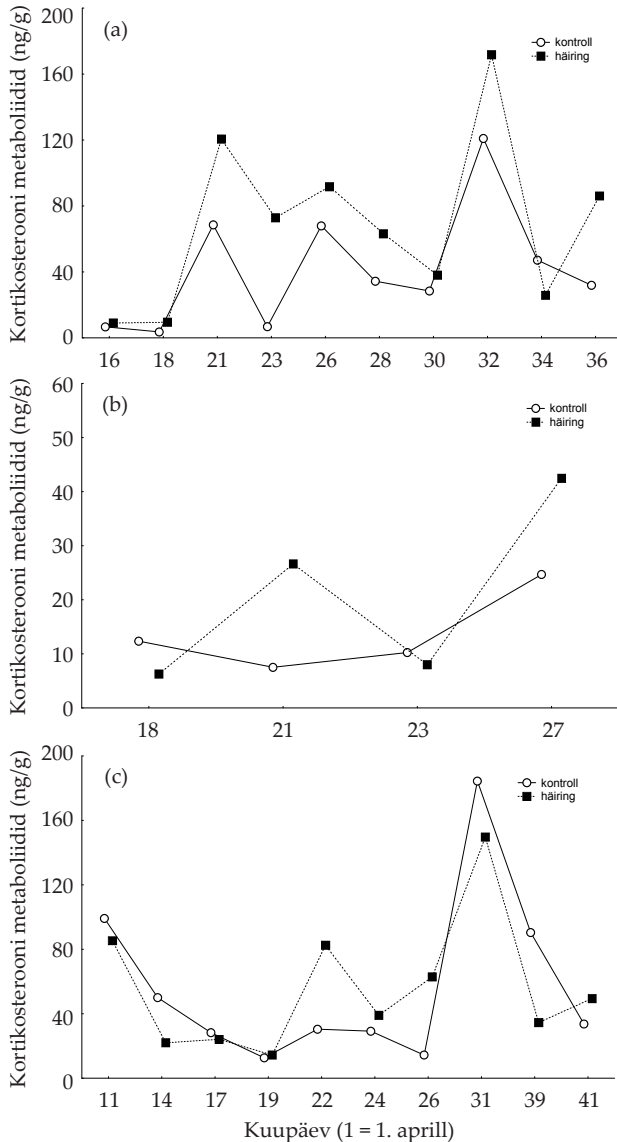 (a)
kontroll
häiring
Kortikosterooni metaboliidid (ng/g)
200
160
120
80
40
0
16 18 21 23 26 28 30 32 34 36
(b)
kontroll
häiring
Kortikosterooni metaboliidid (ng/g)
60
50
40
30
20
10
0
18 21 23 27
(c)
kontroll
häiring
Kortikosterooni metaboliidid (ng/g)
200
160
120
80
40
0
11 14 17 19 22 24 26 31 39 41
Kuupäev (1 = 1. aprill)